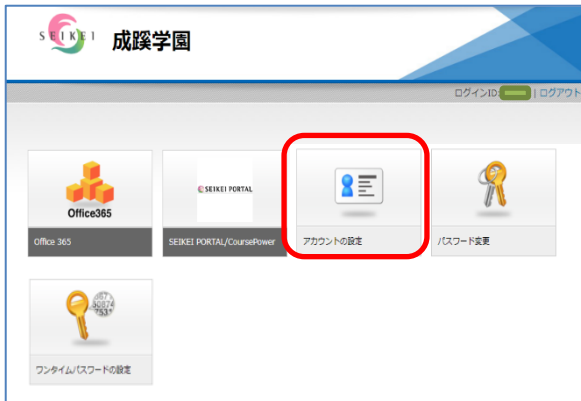 SEIKEI 成蹊学園
ログインID: | ログアウト
Office365
Office 365
SEIKEI PORTAL
SEIKEI PORTAL/CoursePower
アカウントの設定
パスワード変更
ワンタイムパスワードの設定